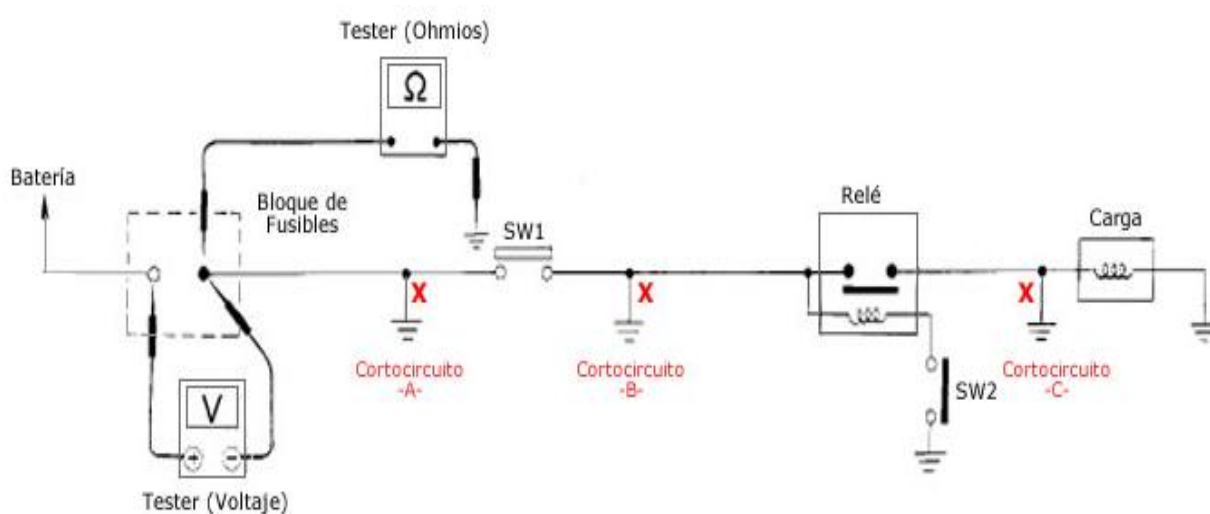 Tester (Ohmios)
Ω
Batería
Bloque de
Fusibles
SW1
Relé
Carga
X
X
X
Cortocircuito
-A-
Cortocircuito
-B-
Cortocircuito
-C-
SW2
V
+ −
Tester (Voltaje)